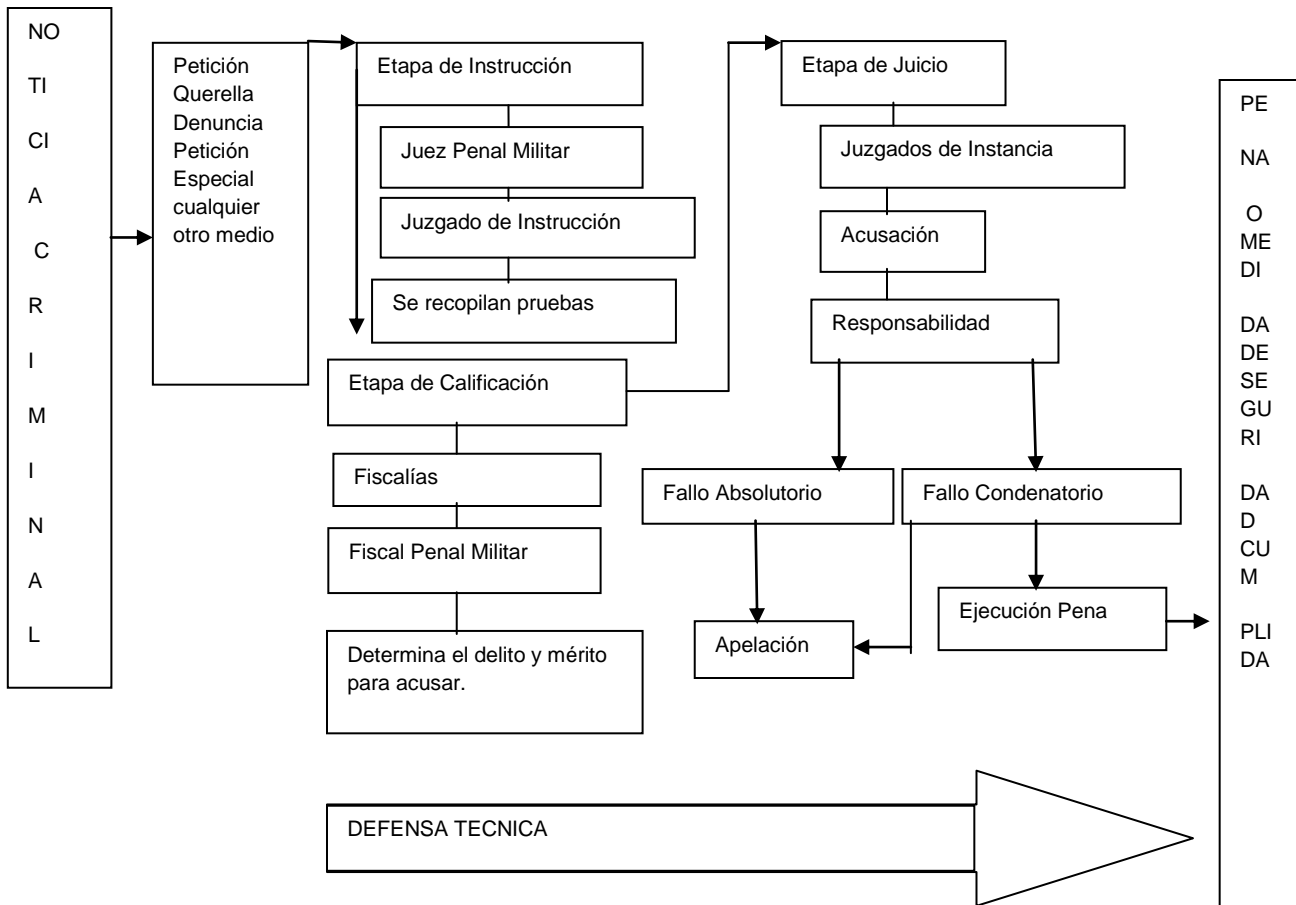 NO
TI
CI
A
C
R
I
M
I
N
A
L
Petición
Querella
Denuncia
Petición
Especial
cualquier
otro medio
Etapa de Instrucción
Juez Penal Militar
Juzgado de Instrucción
Se recopilan pruebas
Etapa de Calificación
Fiscalías
Fiscal Penal Militar
Determina el delito y mérito
para acusar.
Etapa de Juicio
Juzgados de Instancia
Acusación
Responsabilidad
Fallo Absolutorio
Fallo Condenatorio
Apelación
Ejecución Pena
PE
NA
O
ME
DI
DA
DE
SE
GU
RI
DA
D
CU
M
PLI
DA
DEFENSA TECNICA